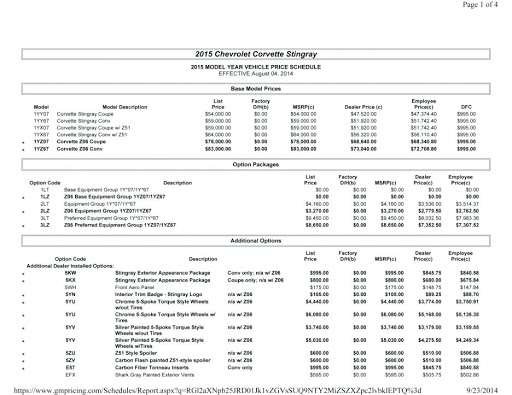 Page 1 of 4
2015 Chevrolet Corvette Stingray
2015 MODEL YEAR VEHICLE PRICE SCHEDULE
EFFECTIVE August 04, 2014
Base Model Prices
Model Model Description List Price Factory D/H(b) MSRP(c) Dealer Price (c) Employee Price(c) DFC
1YY07 Corvette Stingray Coupe $54,000.00 $0.00 $54,000.00 $47,520.00 $47,374.40 $995.00
1YY67 Corvette Stingray Conv $59,000.00 $0.00 $59,000.00 $51,920.00 $51,742.40 $995.00
1YX07 Corvette Stingray Coupe w/ Z51 $59,000.00 $0.00 $59,000.00 $51,920.00 $51,742.40 $995.00
1YX67 Corvette Stingray Conv w/ Z51 $64,000.00 $0.00 $64,000.00 $56,320.00 $56,110.40 $995.00
* 1YZ07 Corvette Z06 Coupe $78,000.00 $0.00 $78,000.00 $68,640.00 $68,340.80 $995.00
* 1YZ67 Corvette Z06 Conv $83,000.00 $0.00 $83,000.00 $73,040.00 $72,708.80 $995.00
Option Packages
Option Code Description List Price Factory D/H(b) MSRP(c) Dealer Price(c) Employee Price(c)
1LT Base Equipment Group 1Y*07/1Y*67 $0.00 $0.00 $0.00 $0.00 $0.00
* 1LZ Z06 Base Equipment Group 1YZ07/1YZ67 $0.00 $0.00 $0.00 $0.00 $0.00
2LT Equipment Group 1Y*07/1Y*67 $4,160.00 $0.00 $4,160.00 $3,536.00 $3,514.37
* 2LZ Z06 Equipment Group 1YZ07/1YZ67 $3,270.00 $0.00 $3,270.00 $2,779.50 $2,762.50
3LT Preferred Equipment Group 1Y*07/1Y*67 $9,450.00 $0.00 $9,450.00 $8,032.50 $7,983.36
* 3LZ Z06 Preferred Equipment Group 1YZ07/1YZ67 $8,650.00 $0.00 $8,650.00 $7,352.50 $7,307.52
Additional Options
Option Code Description List Price Factory D/H(b) MSRP(c) Dealer Price(c) Employee Price(c)
Additional Dealer Installed Options:
* 5KW Stingray Exterior Appearance Package Conv only; n/a w/ Z06 $995.00 $0.00 $995.00 $845.75 $840.58
* 5KX Stingray Exterior Appearance Package Coupe only; n/a w/ Z06 $800.00 $0.00 $800.00 $680.00 $675.84
5WH Front Aero Panel $175.00 $0.00 $175.00 $148.75 $147.84
* 5YN Interior Trim Badge - Stingray Logo n/a w/ Z06 $105.00 $0.00 $105.00 $89.25 $88.70
* 5YU Chrome 5-Spoke Torque Style Wheels w/out Tires n/a w/ Z06 $4,440.00 $0.00 $4,440.00 $3,774.00 $3,750.91
* 5YU Chrome 5-Spoke Torque Style Wheels w/ Tires n/a w/ Z06 $6,080.00 $0.00 $6,080.00 $5,168.00 $5,136.38
* 5YV Silver Painted 5-Spoke Torque Style Wheels w/out Tires n/a w/ Z06 $3,740.00 $0.00 $3,740.00 $3,179.00 $3,159.55
* 5YV Silver Painted 5-Spoke Torque Style Wheels w/Tires n/a w/ Z06 $5,030.00 $0.00 $5,030.00 $4,275.50 $4,249.34
* 5ZU Z51 Style Spoiler n/a w/ Z06 $600.00 $0.00 $600.00 $510.00 $506.88
* 5ZV Carbon Flash painted Z51-style spoiler n/a w/ Z06 $600.00 $0.00 $600.00 $510.00 $506.88
* E57 Carbon Fiber Tonneau Inserts Conv only $995.00 $0.00 $995.00 $845.75 $840.58
EFX Shark Gray Painted Exterior Vents $595.00 $0.00 $595.00 $505.75 $502.66
https://www.gmpricing.com/Schedules/Report.aspx?q=RGl2aXNpb25JRD01Jk1vZGVsSUQ9NTY2MiZSZXZpc2lvbklEPTQ%3d 9/23/2014